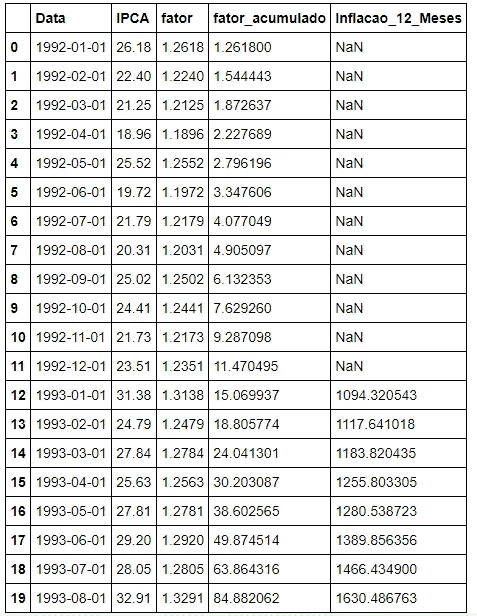 Data IPCA fator fator_acumulado Inflacao_12_Meses
0 1992-01-01 26.18 1.2618 1.261800 NaN
1 1992-02-01 22.40 1.2240 1.544443 NaN
2 1992-03-01 21.25 1.2125 1.872637 NaN
3 1992-04-01 18.96 1.1896 2.227689 NaN
4 1992-05-01 25.52 1.2552 2.796196 NaN
5 1992-06-01 19.72 1.1972 3.347606 NaN
6 1992-07-01 21.79 1.2179 4.077049 NaN
7 1992-08-01 20.31 1.2031 4.905097 NaN
8 1992-09-01 25.02 1.2502 6.132353 NaN
9 1992-10-01 24.41 1.2441 7.629260 NaN
10 1992-11-01 21.73 1.2173 9.287098 NaN
11 1992-12-01 23.51 1.2351 11.470495 NaN
12 1993-01-01 31.38 1.3138 15.069937 1094.320543
13 1993-02-01 24.79 1.2479 18.805774 1117.641018
14 1993-03-01 27.84 1.2784 24.041301 1183.820435
15 1993-04-01 25.63 1.2563 30.203087 1255.803305
16 1993-05-01 27.81 1.2781 38.602565 1280.538723
17 1993-06-01 29.20 1.2920 49.874514 1389.856356
18 1993-07-01 28.05 1.2805 63.864316 1466.434900
19 1993-08-01 32.91 1.3291 84.882062 1630.486763